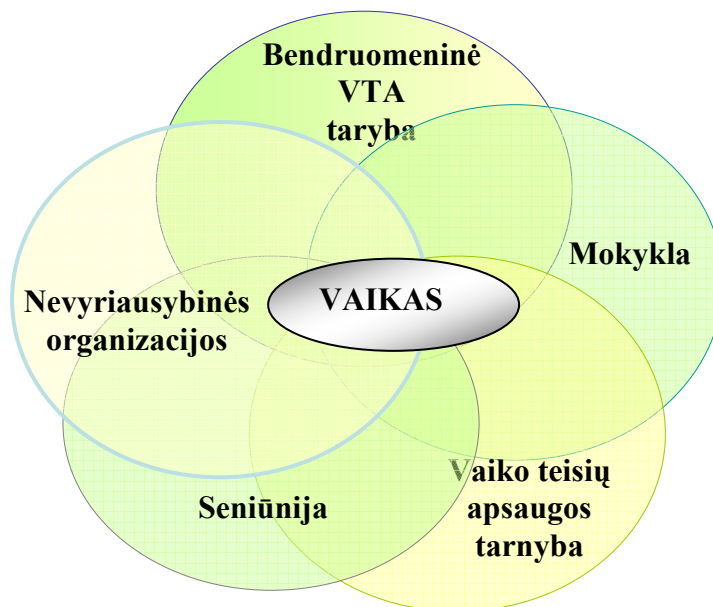 Bendruomeninė
VTA
taryba
Mokykla
VAIKAS
Nevyriausybinės
organizacijos
Vaiko teisių
apsaugos
tarnyba
Seniūnija